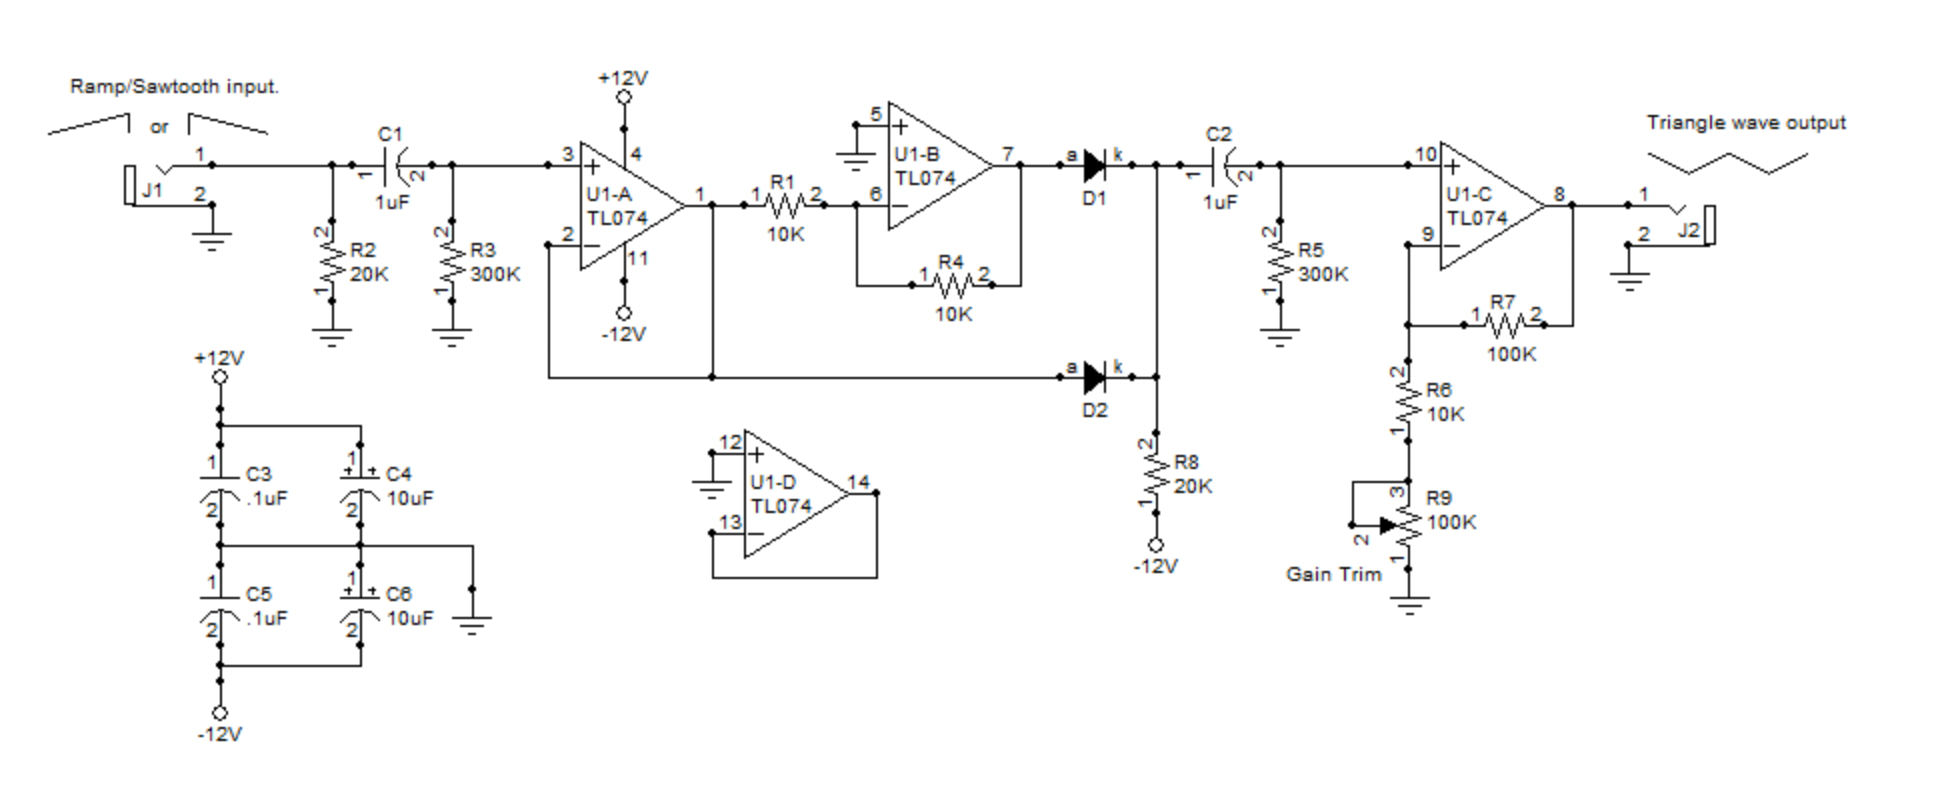 Ramp/Sawtooth input.
or
J1
1
2
R2
20K
2
1
C1
1uF
1
2
R3
300K
2
1
+12V
3
+
2
−
4
11
1
U1-A
TL074
-12V
R1
10K
1
2
5
+
6
−
7
U1-B
TL074
R4
10K
1
2
a
k
D1
a
k
D2
R8
20K
2
1
-12V
C2
1uF
1
2
R5
300K
2
1
10
+
9
−
8
U1-C
TL074
R7
100K
1
2
R6
10K
2
1
R9
100K
3
2
1
Gain Trim
Triangle wave output
1
2
J2
+12V
C3
.1uF
1
2
C4
10uF
1
+ +
2
C5
.1uF
1
2
C6
10uF
1
+ +
2
-12V
12
+
13
−
14
U1-D
TL074